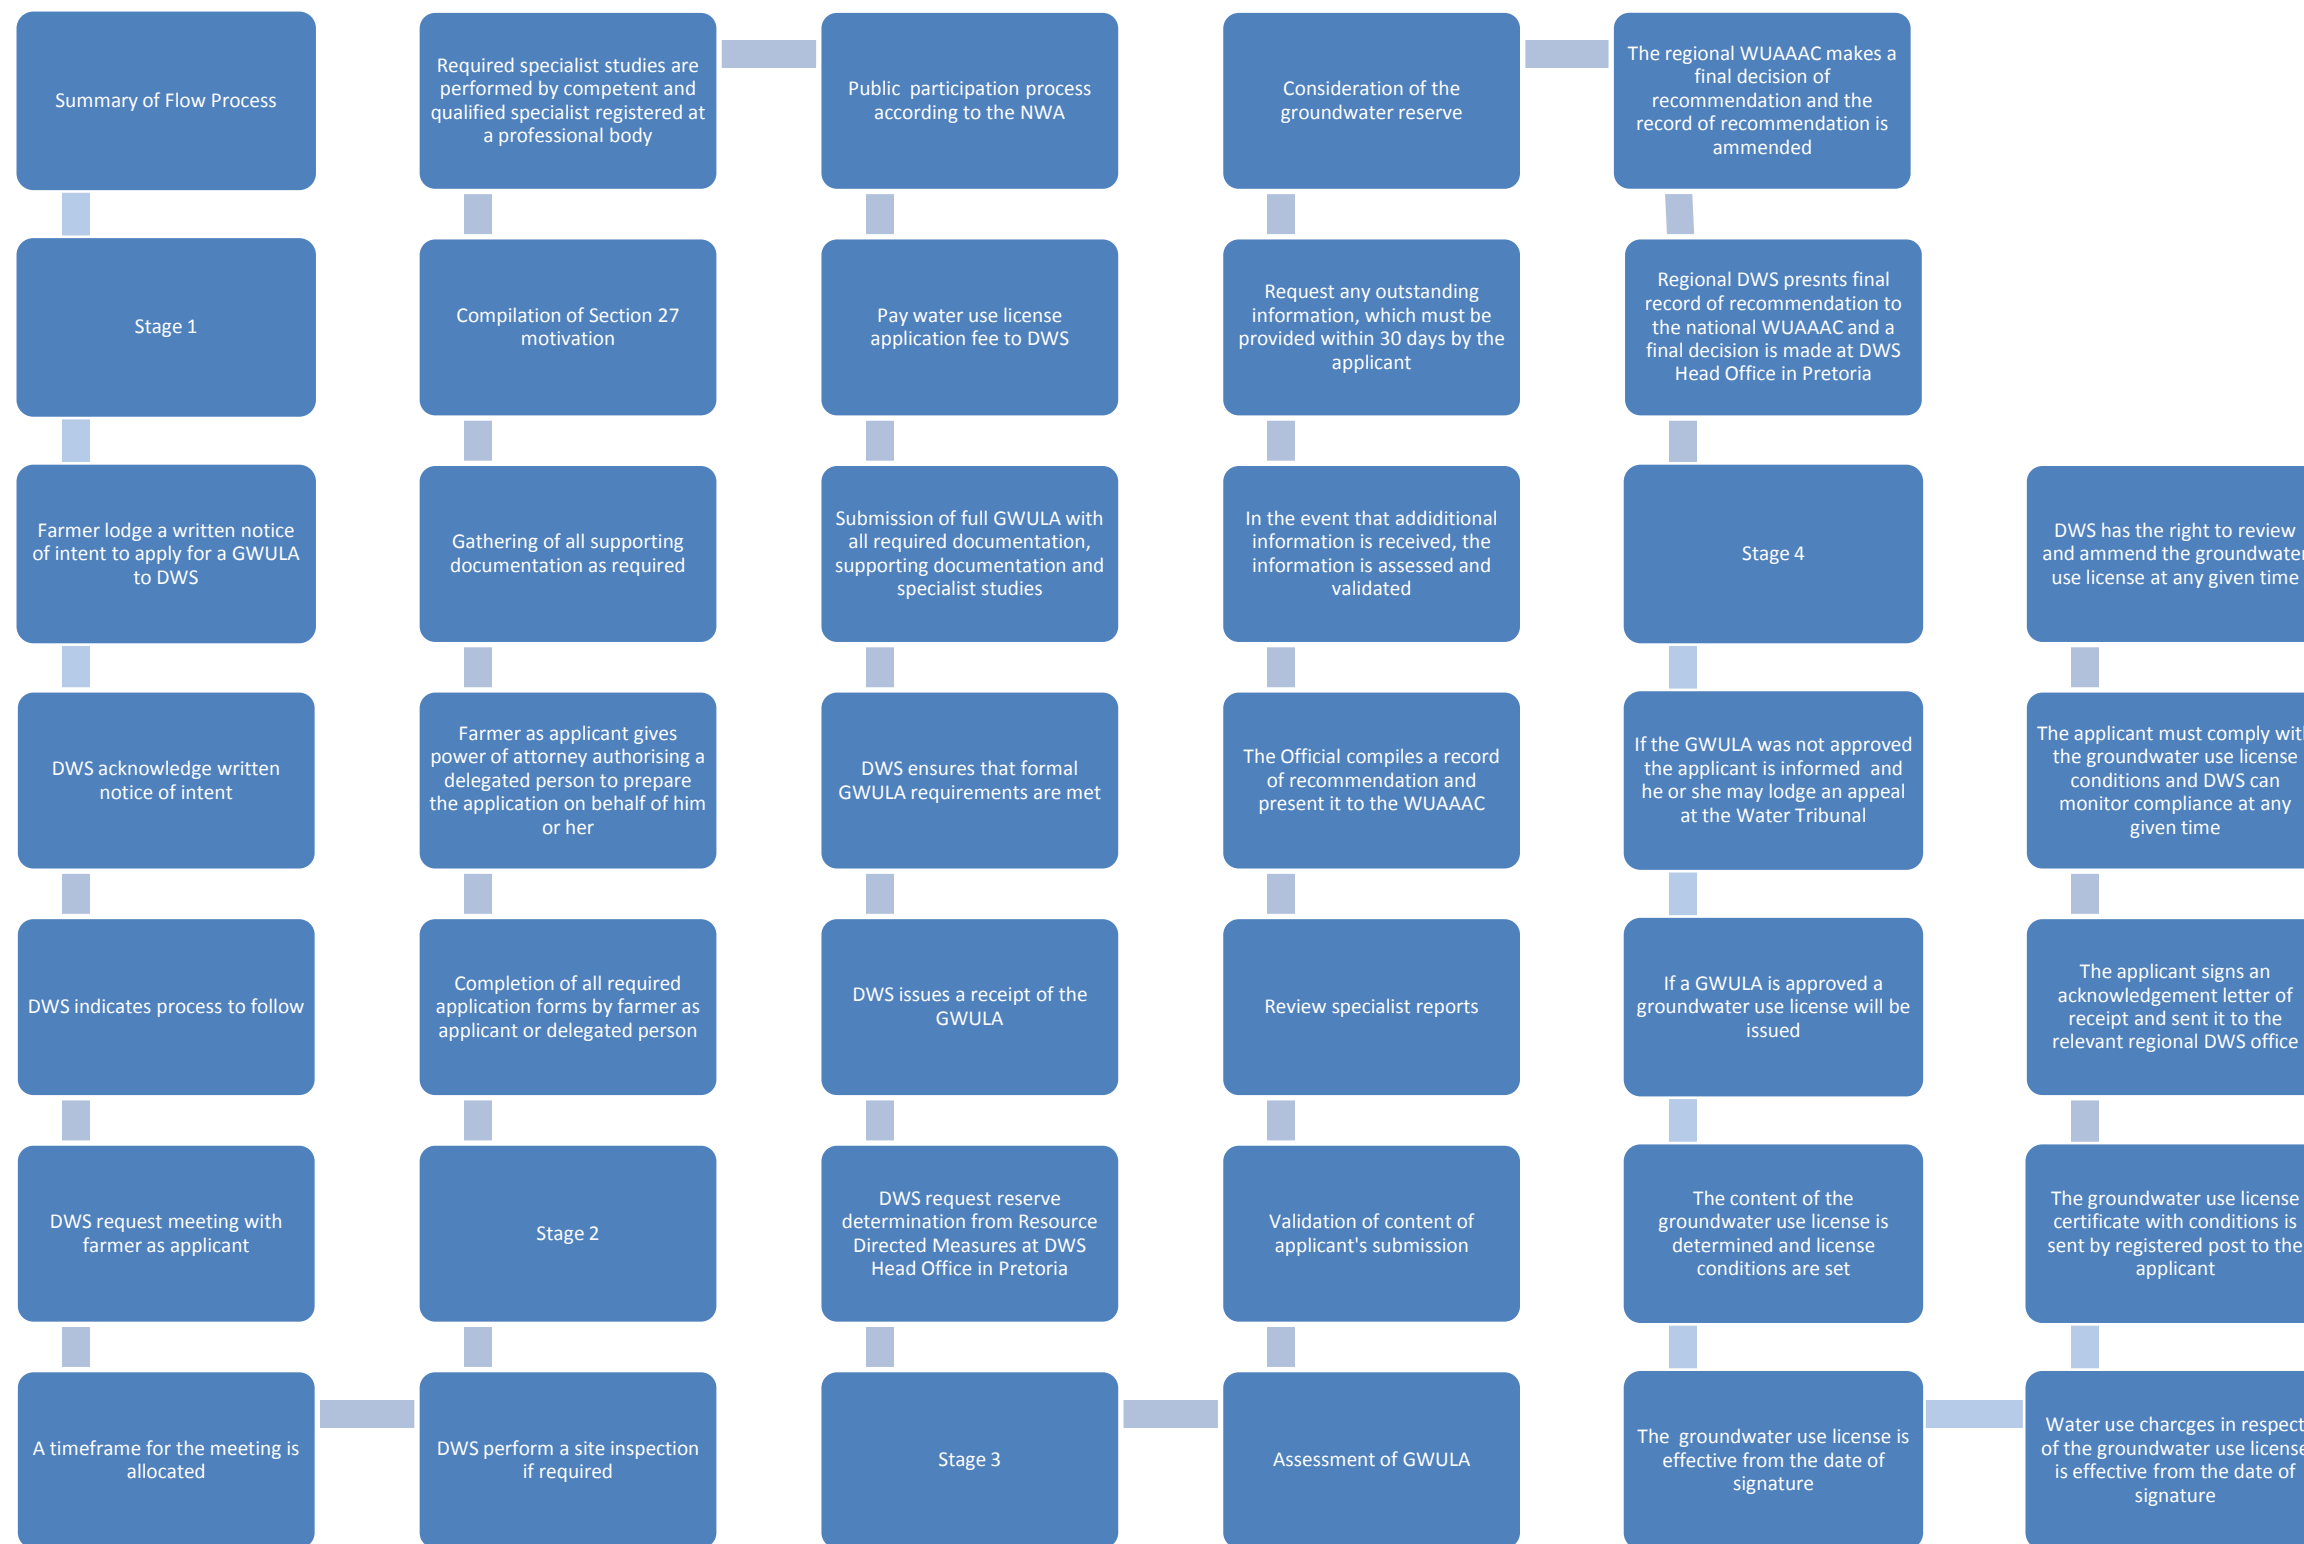 Summary of Flow Process
Stage 1
Farmer lodge a written notice
of intent to apply for a GWULA
to DWS
DWS acknowledge written
notice of intent
DWS indicates process to follow
DWS request meeting with
farmer as applicant
A timeframe for the meeting is
allocated
DWS perform a site inspection
if required
Stage 2
Completion of all required
application forms by farmer as
applicant or delegated person
Farmer as applicant gives
power of attorney authorising a
delegated person to prepare
the application on behalf of him
or her
Gathering of all supporting
documentation as required
Compilation of Section 27
motivation
Required specialist studies are
performed by competent and
qualified specialist registered at
a professional body
Public participation process
according to the NWA
Pay water use license
application fee to DWS
Submission of full GWULA with
all required documentation,
supporting documentation and
specialist studies
DWS ensures that formal
GWULA requirements are met
DWS issues a receipt of the
GWULA
DWS request reserve
determination from Resource
Directed Measures at DWS
Head Office in Pretoria
Stage 3
Assessment of GWULA
Validation of content of
applicant's submission
Review specialist reports
The Official compiles a record
of recommendation and
present it to the WUAAAC
In the event that addiditional
information is received, the
information is assessed and
validated
Request any outstanding
information, which must be
provided within 30 days by the
applicant
Consideration of the
groundwater reserve
The regional WUAAAC makes a
final decision of
recommendation and the
record of recommendation is
ammended
Regional DWS presnts final
record of recommendation to
the national WUAAAC and a
final decision is made at DWS
Head Office in Pretoria
Stage 4
If the GWULA was not approved
the applicant is informed and
he or she may lodge an appeal
at the Water Tribunal
If a GWULA is approved a
groundwater use license will be
issued
The content of the
groundwater use license is
determined and license
conditions are set
The groundwater use license is
effective from the date of
signature
Water use charcges in respect
of the groundwater use license
is effective from the date of
signature
The groundwater use license
certificate with conditions is
sent by registered post to the
applicant
The applicant signs an
acknowledgement letter of
receipt and sent it to the
relevant regional DWS office
The applicant must comply with
the groundwater use license
conditions and DWS can
monitor compliance at any
given time
DWS has the right to review
and ammend the groundwater
use license at any given time